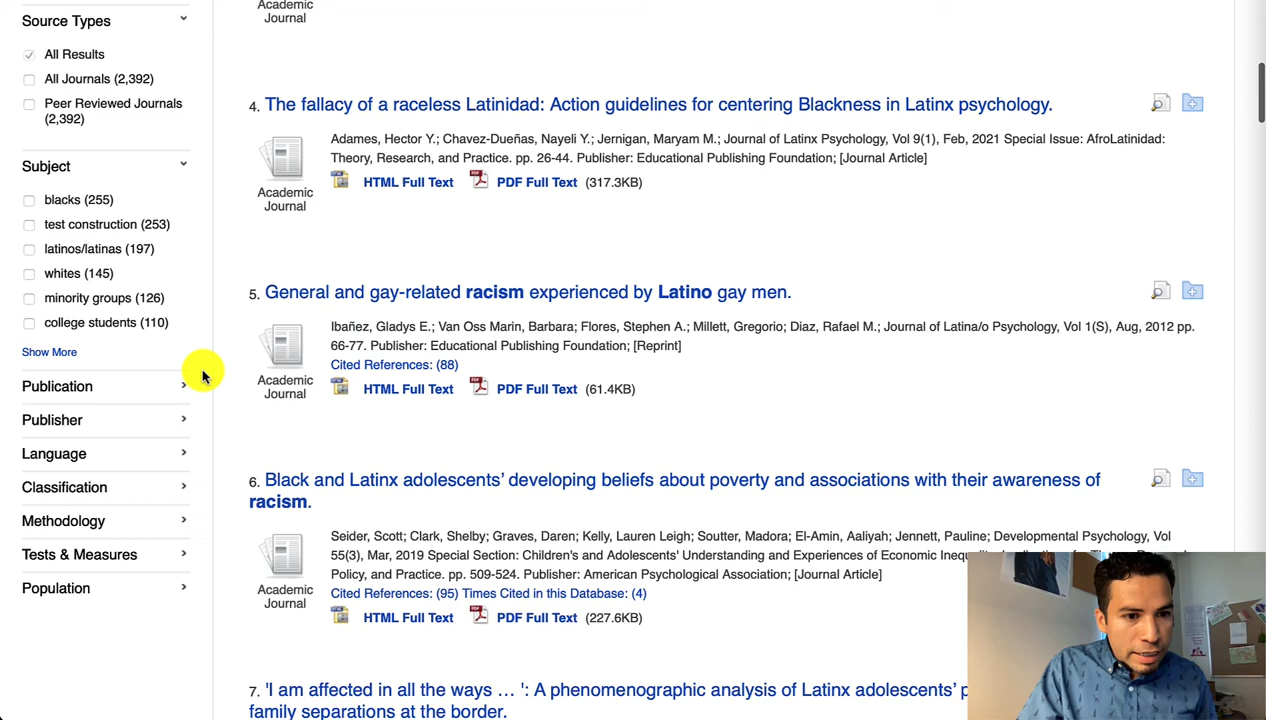 Source Types
All Results
All Journals (2,392)
Peer Reviewed Journals
(2,392)
Subject
blacks (255)
test construction (253)
latinos/latinas (197)
whites (145)
minority groups (126)
college students (110)
Show More
Publication
Publisher
Language
Classification
Methodology
Tests & Measures
Population
Academic
Journal
4. The fallacy of a raceless Latinidad: Action guidelines for centering Blackness in Latinx psychology.
Adames, Hector Y.; Chavez-Dueñas, Nayeli Y.; Jernigan, Maryam M.; Journal of Latinx Psychology, Vol 9(1), Feb, 2021 Special Issue: AfroLatinidad:
Theory, Research, and Practice. pp. 26-44. Publisher: Educational Publishing Foundation; [Journal Article]
HTML Full Text PDF Full Text (317.3KB)
Academic
Journal
5. General and gay-related racism experienced by Latino gay men.
Ibañez, Gladys E.; Van Oss Marin, Barbara; Flores, Stephen A.; Millett, Gregorio; Diaz, Rafael M.; Journal of Latina/o Psychology, Vol 1(S), Aug, 2012 pp.
66-77. Publisher: Educational Publishing Foundation; [Reprint]
Cited References: (88)
HTML Full Text PDF Full Text (61.4KB)
Academic
Journal
6. Black and Latinx adolescents' developing beliefs about poverty and associations with their awareness of
racism.
Seider, Scott; Clark, Shelby; Graves, Daren; Kelly, Lauren Leigh; Soutter, Madora; El-Amin, Aaliyah; Jennett, Pauline; Developmental Psychology, Vol
55(3), Mar, 2019 Special Section: Children's and Adolescents' Understanding and Experiences of Economic
Policy, and Practice. pp. 509-524. Publisher: American Psychological Association; [Journal Article]
Cited References: (95) Times Cited in this Database: (4)
HTML Full Text PDF Full Text (227.6KB)
Academic
Journal
7. 'I am affected in all the ways … ': A phenomenographic analysis of Latinx adolescents'
family separations at the border.